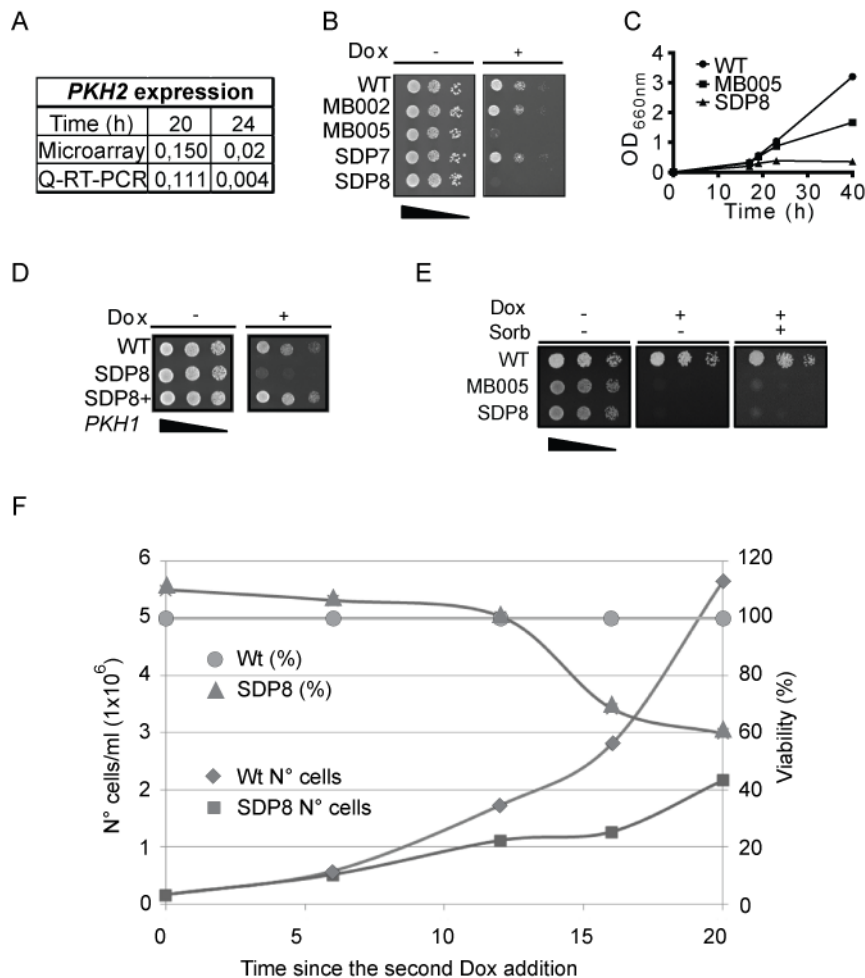 A
PKH2 expression
Time (h) 20 24
Microarray 0,150 0,02
Q-RT-PCR 0,111 0,004
B
Dox - +
WT
MB002
MB005
SDP7
SDP8
C
4
3
2
1
0
OD660nm
WT
MB005
SDP8
0 10 20 30 40
Time (h)
D
Dox - +
WT
SDP8
SDP8+
PKH1
E
Dox - + +
Sorb - - +
WT
MB005
SDP8
F
6
5
4
3
2
1
0
N° cells/ml (1x10^6)
Wt (%)
SDP8 (%)
Wt N° cells
SDP8 N° cells
120
100
80
60
40
20
0
Viability (%)
0 5 10 15 20
Time since the second Dox addition